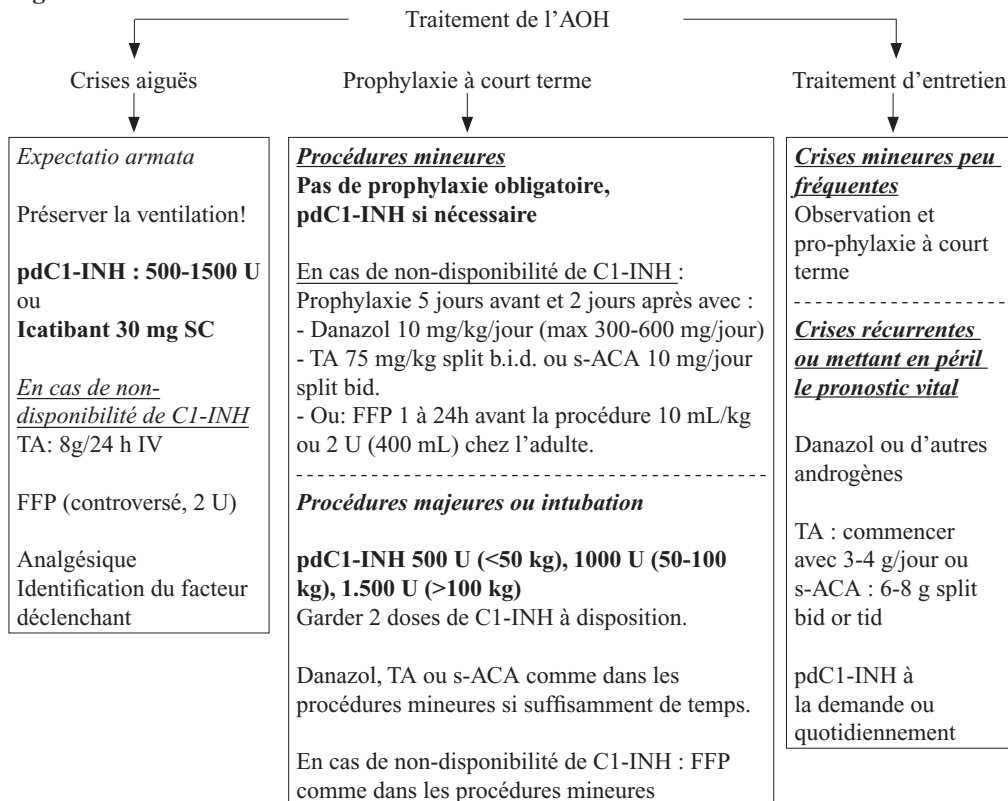 Traitement de l’AOH
Crises aiguës
Prophylaxie à court terme
Traitement d’entretien
Expectatio armata
Préserver la ventilation!
pdC1-INH : 500-1500 U
ou
Icatibant 30 mg SC
En cas de non-
disponibilité de C1-INH
TA: 8g/24 h IV
FFP (controversé, 2 U)
Analgésique
Identification du facteur
déclenchant
Procédures mineures
Pas de prophylaxie obligatoire,
pdC1-INH si nécessaire
En cas de non-disponibilité de C1-INH :
Prophylaxie 5 jours avant et 2 jours après avec :
- Danazol 10 mg/kg/jour (max 300-600 mg/jour)
- TA 75 mg/kg split b.i.d. ou s-ACA 10 mg/jour
split bid.
- Ou: FFP 1 à 24h avant la procédure 10 mL/kg
ou 2 U (400 mL) chez l’adulte.
Procédures majeures ou intubation
pdC1-INH 500 U (<50 kg), 1000 U (50-100
kg), 1.500 U (>100 kg)
Garder 2 doses de C1-INH à disposition.
Danazol, TA ou s-ACA comme dans les
procédures mineures si suffisamment de temps.
En cas de non-disponibilité de C1-INH : FFP
comme dans les procédures mineures
Crises mineures peu
fréquentes
Observation et
pro-phylaxie à court
terme
Crises récurrentes
ou mettant en péril
le pronostic vital
Danazol ou d’autres
androgènes
TA : commencer
avec 3-4 g/jour ou
s-ACA : 6-8 g split
bid or tid
pdC1-INH à
la demande ou
quotidiennement